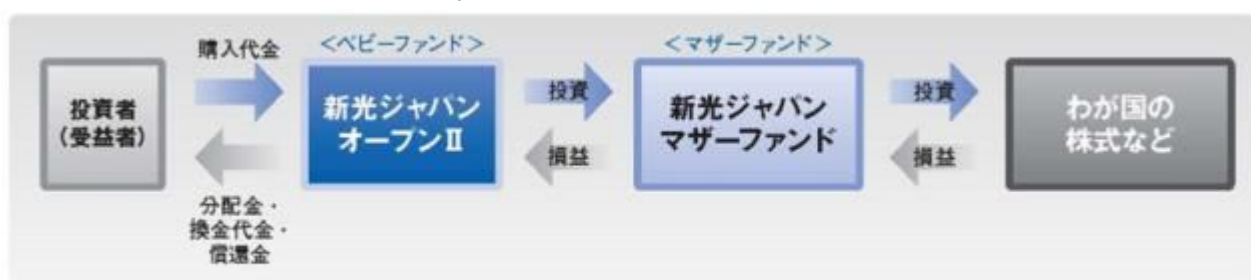 購入代金
<ベビーファンド>
<マザーファンド>
投資者
(受益者)
新光ジャパン
オープンⅡ
投資
損益
新光ジャパン
マザーファンド
投資
損益
わが国の
株式など
分配金・
換金代金・
償還金